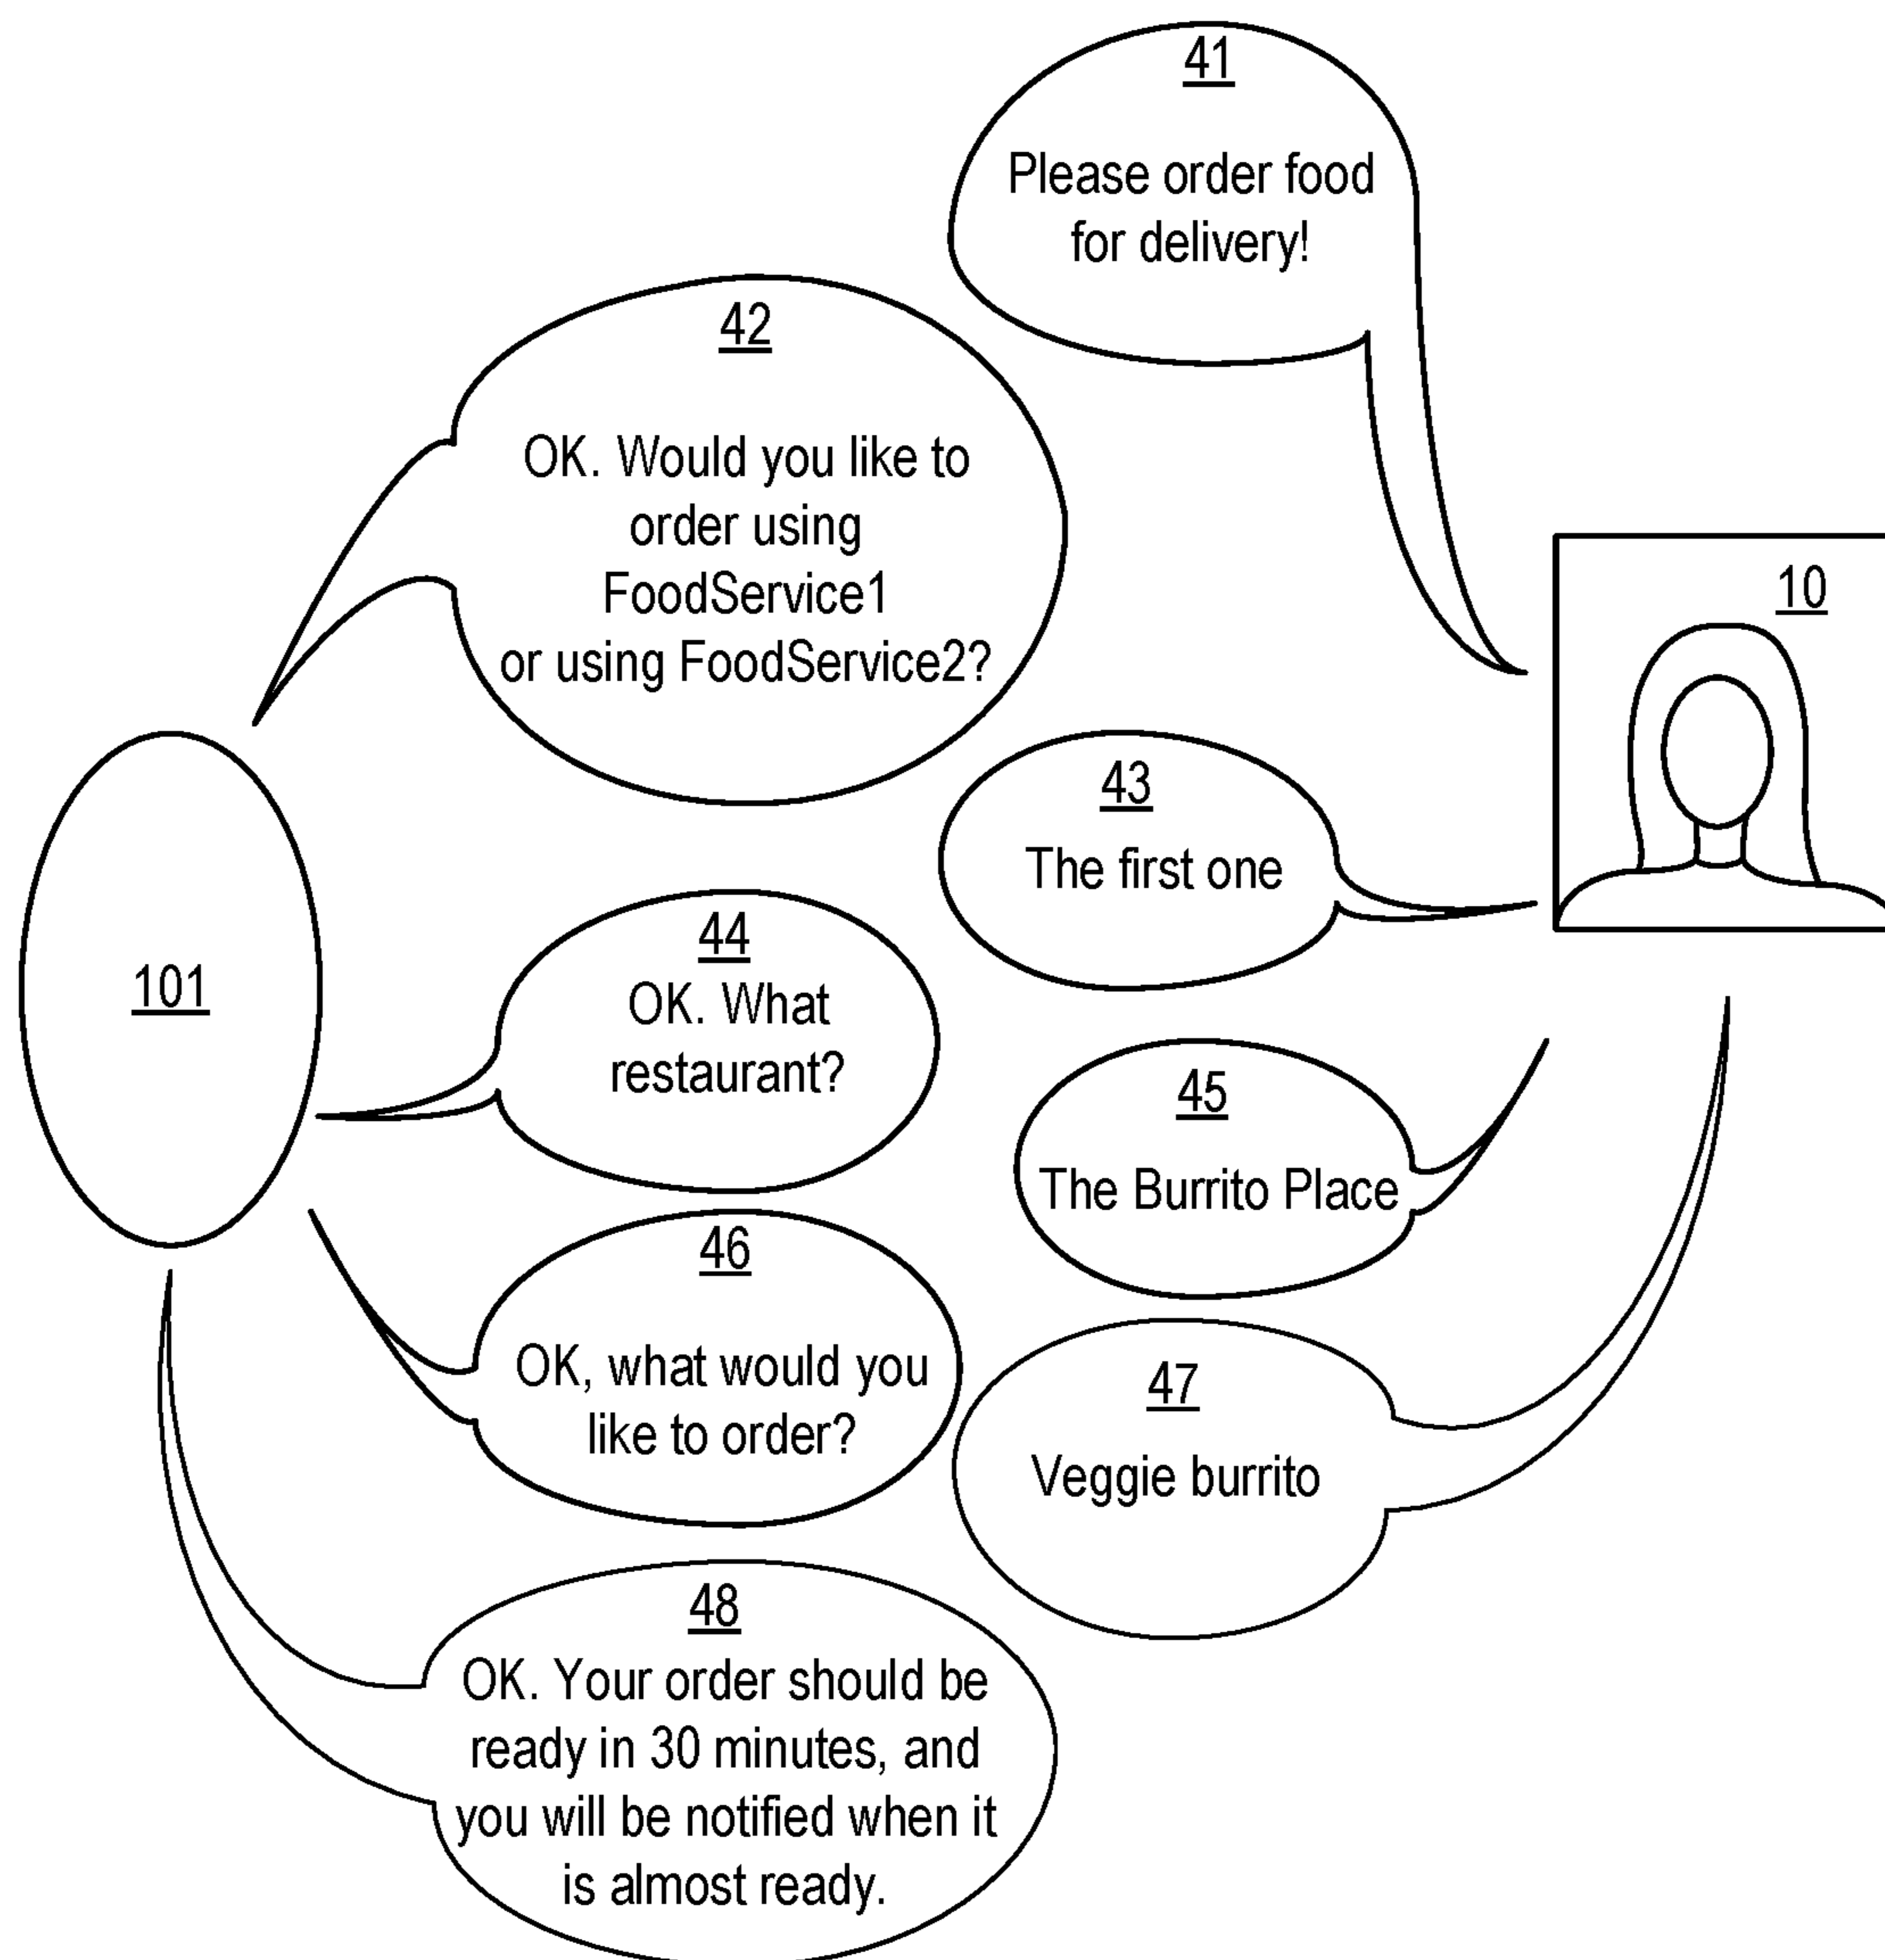 41
Please order food
for delivery!
42
OK. Would you like to
order using
FoodService1
or using FoodService2?
10
43
The first one
101
44
OK. What
restaurant?
45
The Burrito Place
46
OK, what would you
like to order?
47
Veggie burrito
48
OK. Your order should be
ready in 30 minutes, and
you will be notified when it
is almost ready.